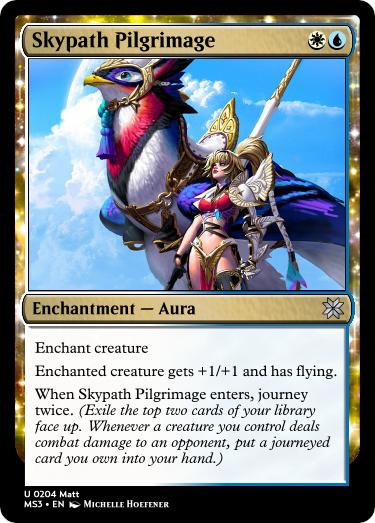 Skypath Pilgrimage
Enchantment — Aura
Enchant creature
Enchanted creature gets +1/+1 and has flying.
When Skypath Pilgrimage enters, journey
twice. (Exile the top two cards of your library
face up. Whenever a creature you control deals
combat damage to an opponent, put a journeyed
card you own into your hand.)
U 0204 Matt
MS3 • EN Michelle Hoefener